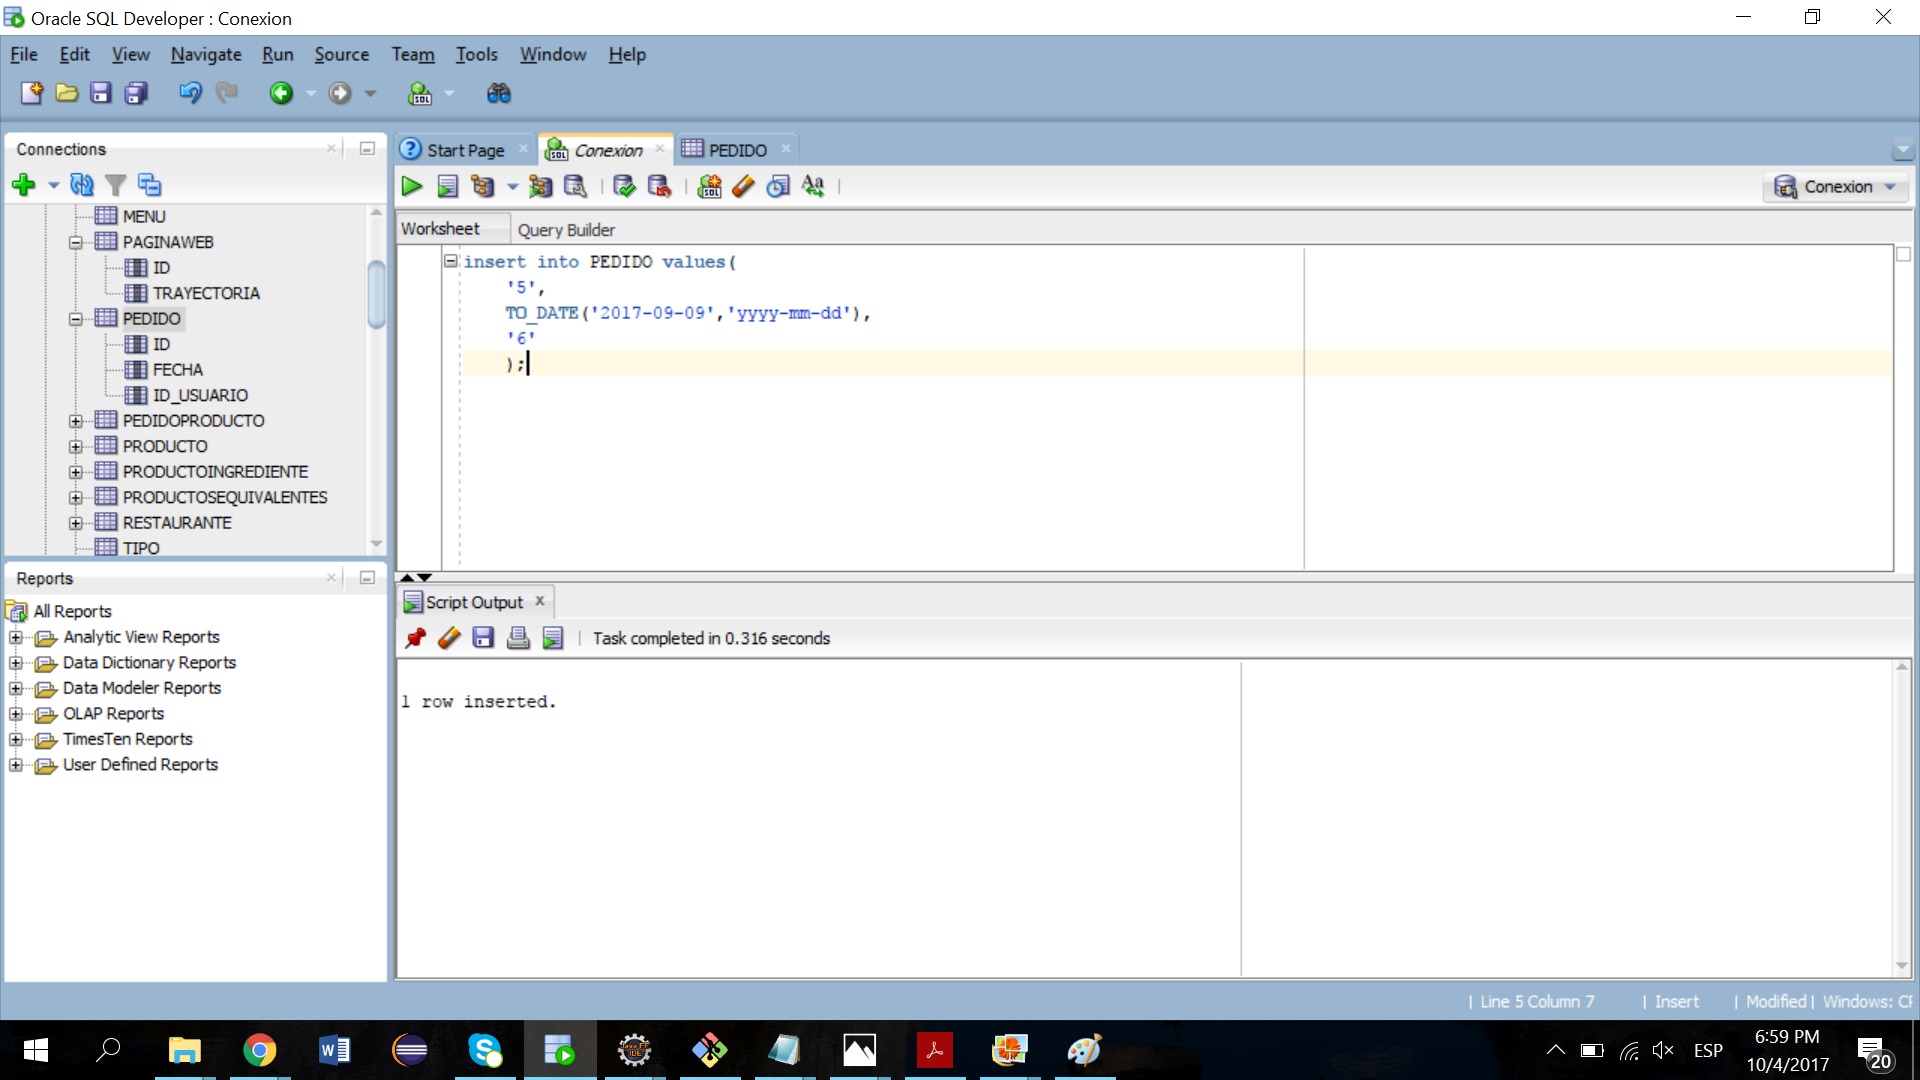 Oracle SQL Developer : Conexion
File Edit View Navigate Run Source Team Tools Window Help
Connections
MENU
PAGINAWEB
ID
TRAYECTORIA
PEDIDO
ID
FECHA
ID_USUARIO
PEDIDOPRODUCTO
PRODUCTO
PRODUCTOINGREDIENTE
PRODUCTOSEQUIVALENTES
RESTAURANTE
TIPO
Reports
All Reports
Analytic View Reports
Data Dictionary Reports
Data Modeler Reports
OLAP Reports
TimesTen Reports
User Defined Reports
Start Page Conexion PEDIDO
Conexion
Worksheet Query Builder
insert into PEDIDO values(
'5',
TO_DATE('2017-09-09','yyyy-mm-dd'),
'6'
);
Script Output
Task completed in 0.316 seconds
1 row inserted.
| Line 5 Column 7 | Insert | Modified | Windows: CF
ESP
6:59 PM
10/4/2017
20